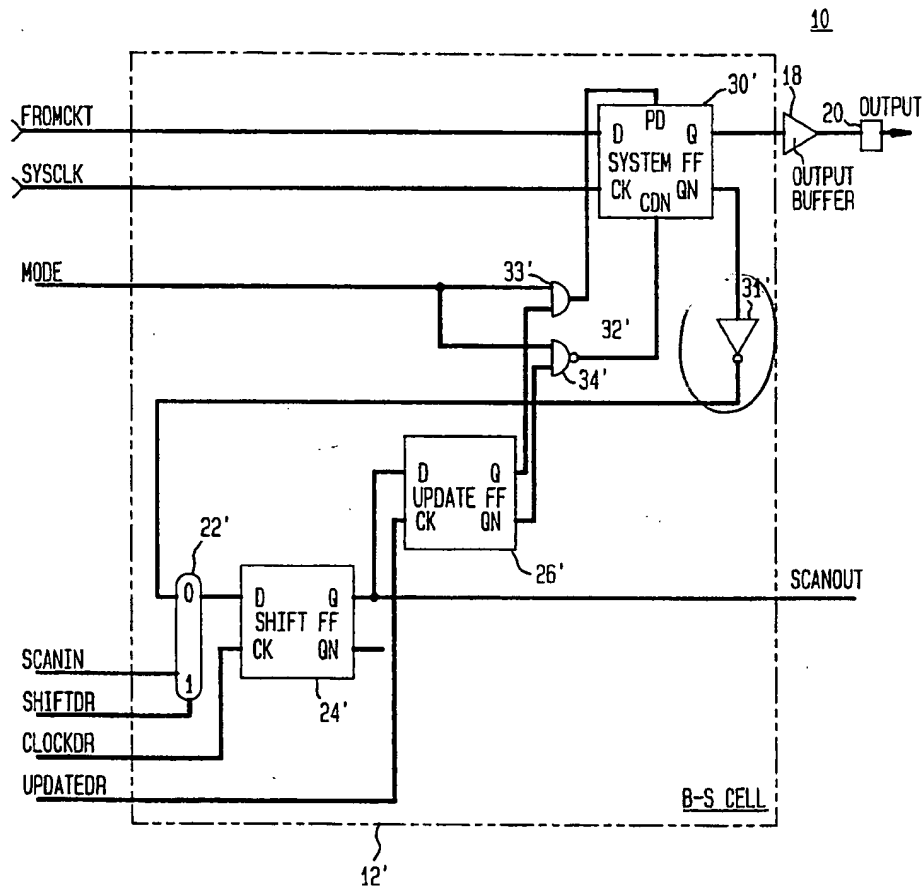 10
FROMCKT
SYSCLK
MODE
30'
18
20
OUTPUT
PD
D
Q
SYSTEM FF
CK
QN
CDN
OUTPUT
BUFFER
33'
32'
34'
31'
D
Q
UPDATE FF
CK
QN
26'
22'
0
1
D
Q
SHIFT FF
CK
QN
24'
SCANOUT
SCANIN
SHIFTDR
CLOCKDR
UPDATEDR
B-S CELL
12'